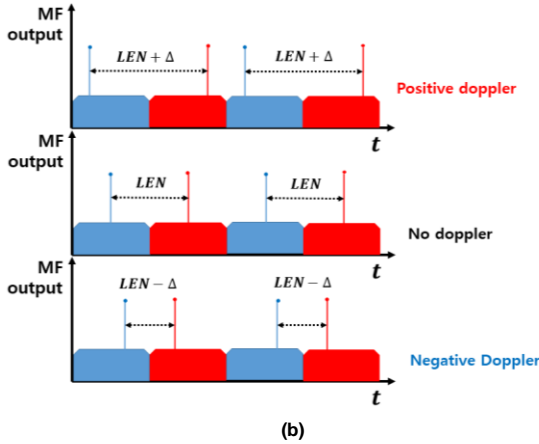 MF
output
LEN + Δ
LEN + Δ
Positive doppler
t
MF
output
LEN
LEN
No doppler
t
MF
output
LEN − Δ
LEN − Δ
Negative Doppler
t
(b)